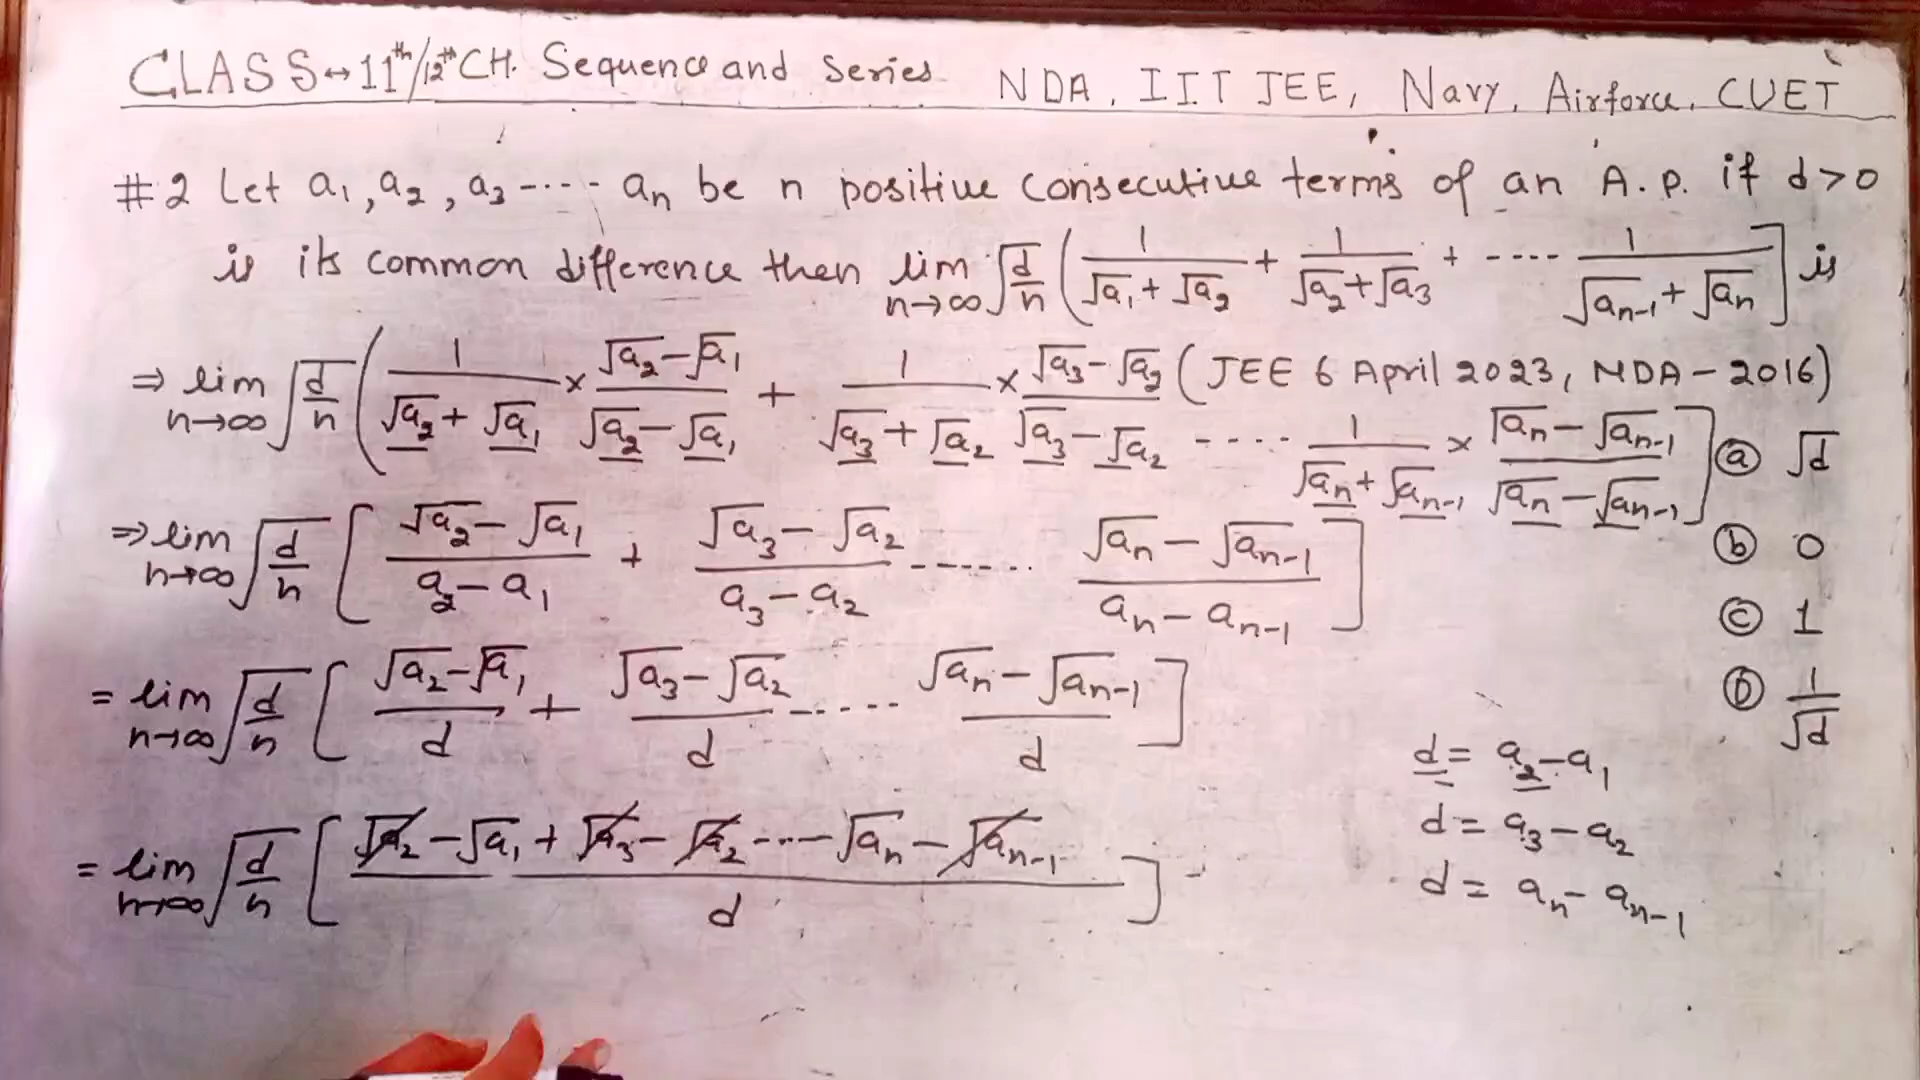 CLASS → 11th/12th CH. Sequence and Series NDA, IIT JEE, Navy, Airforce, CUET
#2 Let a₁, a₂, a₃ ---- aₙ be n positive consecutive terms of an A.P. if d>0
is its common difference then lim n→∞ √(d/n) (1/(√a₁+√a₂) + 1/(√a₂+√a₃) + ---- 1/(√aₙ₋₁+√aₙ)] is
⇒ lim n→∞ √(d/n) (1/(√a₂+√a₁) × (√a₂-√a₁)/(√a₂-√a₁) + 1/(√a₃+√a₂) × (√a₃-√a₂)/(√a₃-√a₂) ---- 1/(√aₙ+√aₙ₋₁) × (√aₙ-√aₙ₋₁)/(√aₙ-√aₙ₋₁)]
(JEE 6 April 2023, NDA - 2016)
ⓐ √d
⇒ lim n→∞ √(d/n) [(√a₂-√a₁)/(a₂-a₁) + (√a₃-√a₂)/(a₃-a₂) ------ (√aₙ-√aₙ₋₁)/(aₙ-aₙ₋₁)]
ⓑ 0
ⓒ 1
= lim n→∞ √(d/n) [(√a₂-√a₁)/d + (√a₃-√a₂)/d ----- (√aₙ-√aₙ₋₁)/d]
Ⓓ 1/√d
d = a₂-a₁
d = a₃-a₂
d = aₙ-aₙ₋₁
= lim n→∞ √(d/n) [(√a₂-√a₁+√a₃-√a₂----√aₙ-√aₙ₋₁)/d]